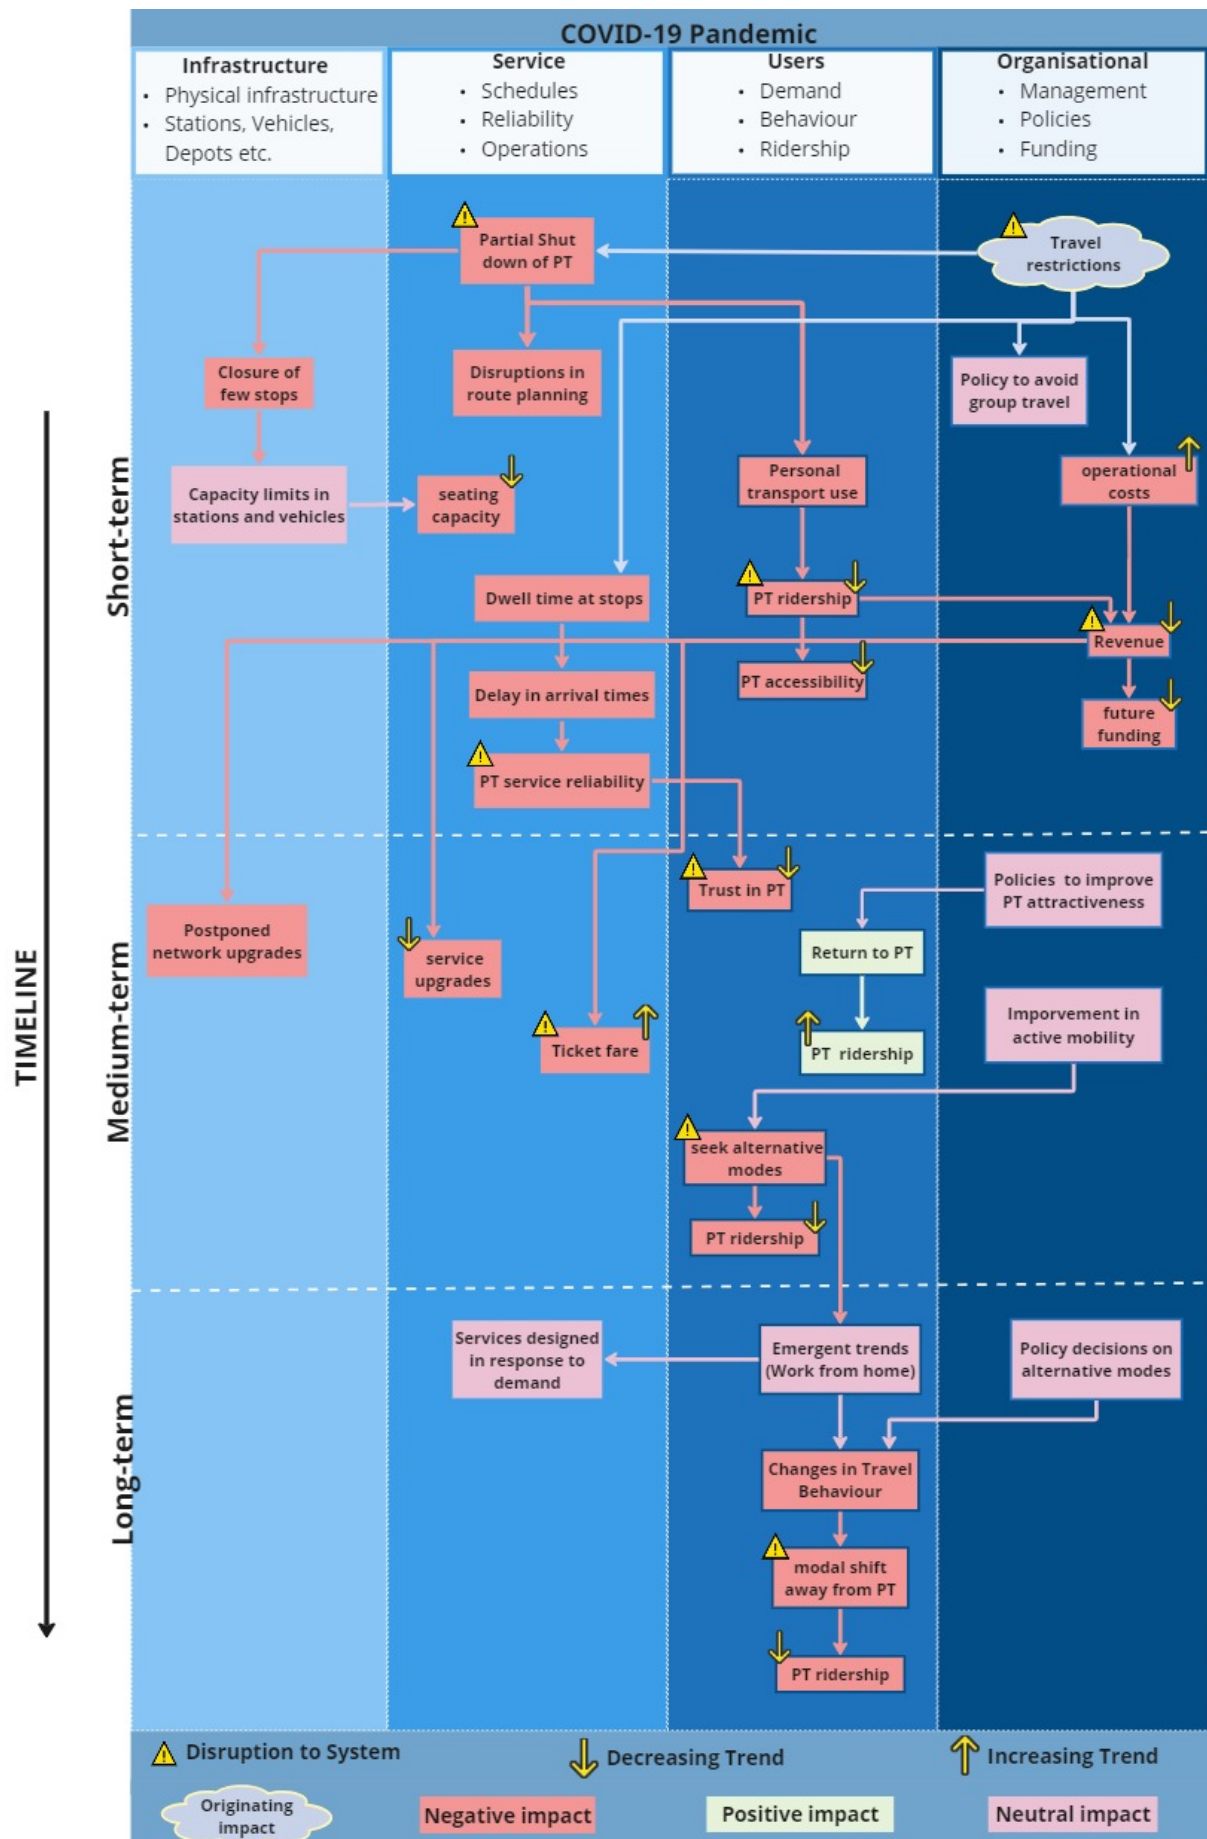 COVID-19 Pandemic
Infrastructure
• Physical infrastructure
• Stations, Vehicles,
Depots etc.
Service
• Schedules
• Reliability
• Operations
Users
• Demand
• Behaviour
• Ridership
Organisational
• Management
• Policies
• Funding
TIMELINE
Short-term
Partial Shut
down of PT
Travel
restrictions
Closure of
few stops
Disruptions in
route planning
Policy to avoid
group travel
Capacity limits in
stations and vehicles
seating
capacity
Personal
transport use
operational
costs
Dwell time at stops
PT ridership
Revenue
Delay in arrival times
PT accessibility
future
funding
PT service reliability
Medium-term
Trust in PT
Policies to improve
PT attractiveness
Postponed
network upgrades
service
upgrades
Return to PT
Imporvement in
active mobility
Ticket fare
PT ridership
seek alternative
modes
PT ridership
Long-term
Services designed
in response to
demand
Emergent trends
(Work from home)
Policy decisions on
alternative modes
Changes in Travel
Behaviour
modal shift
away from PT
PT ridership
Disruption to System
Decreasing Trend
Increasing Trend
Originating
impact
Negative impact
Positive impact
Neutral impact